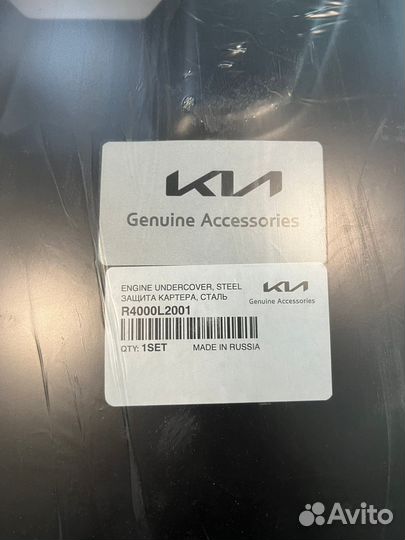 KIA
Genuine Accessories
ENGINE UNDERCOVER, STEEL
ЗАЩИТА КАРТЕРА, СТАЛЬ
R4000L2001
QTY: 1SET MADE IN RUSSIA
KIA
Genuine Accessories
Avito